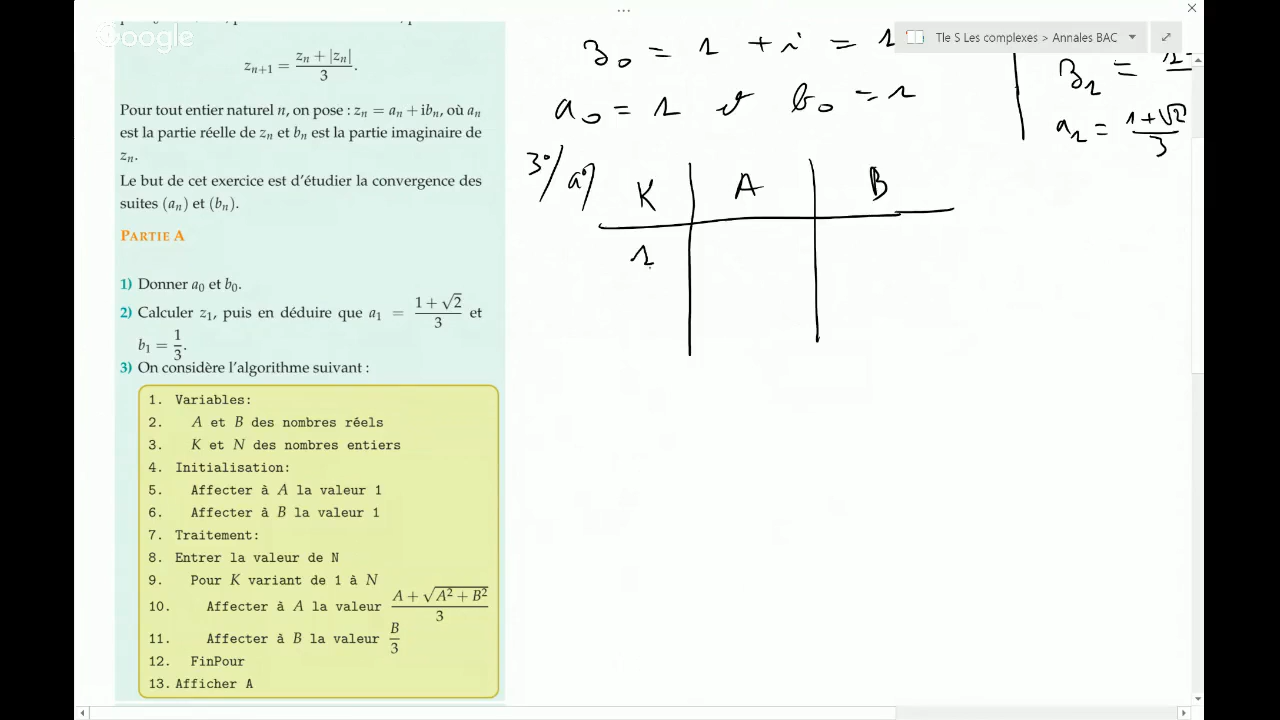 Google
Tle S Les complexes > Annales BAC
z_{n+1} = \frac{z_n + |z_n|}{3}.
Pour tout entier naturel n, on pose : z_n = a_n + ib_n, où a_n
est la partie réelle de z_n et b_n est la partie imaginaire de
z_n.
Le but de cet exercice est d'étudier la convergence des
suites (a_n) et (b_n).
PARTIE A
1) Donner a_0 et b_0.
2) Calculer z_1, puis en déduire que a_1 = \frac{1 + \sqrt{2}}{3} et
b_1 = \frac{1}{3}.
3) On considère l'algorithme suivant :
1. Variables:
2. A et B des nombres réels
3. K et N des nombres entiers
4. Initialisation:
5. Affecter à A la valeur 1
6. Affecter à B la valeur 1
7. Traitement:
8. Entrer la valeur de N
9. Pour K variant de 1 à N
10. Affecter à A la valeur \frac{A + \sqrt{A^2 + B^2}}{3}
11. Affecter à B la valeur \frac{B}{3}
12. FinPour
13. Afficher A
z_0 = 1 + i = 1
a_0 = 1 et b_0 = 1
z_1 =
a_1 = \frac{1+\sqrt{2}}{3}
3°/ a°/
K A B
1